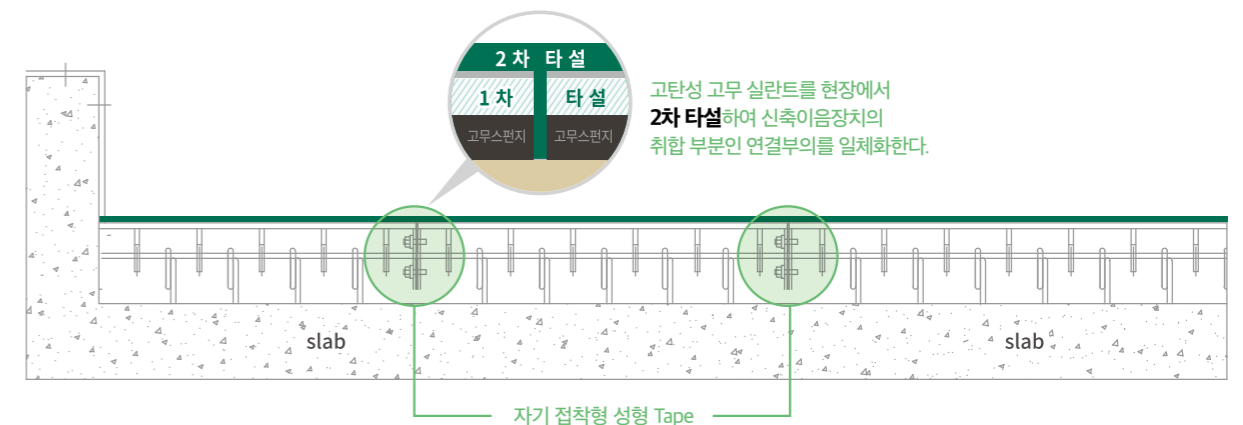 2차 타설
1차 타설
고무스펀지 고무스펀지
고탄성 고무 실란트를 현장에서
2차 타설하여 신축이음장치의
취합 부분인 연결부의를 일체화한다.
slab slab
자기 접착형 성형 Tape